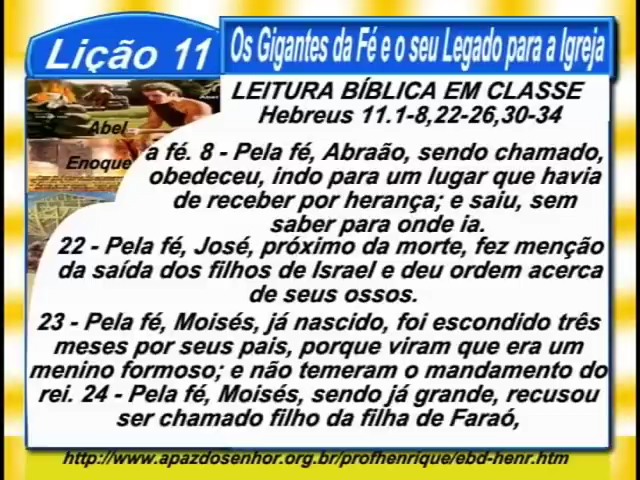 Lição 11
Os Gigantes da Fé e o seu Legado para a Igreja
LEITURA BÍBLICA EM CLASSE
Hebreus 11.1-8,22-26,30-34
Abel
Enoque
a fé. 8 - Pela fé, Abraão, sendo chamado,
obedeceu, indo para um lugar que havia
de receber por herança; e saiu, sem
saber para onde ia.
22 - Pela fé, José, próximo da morte, fez menção
da saída dos filhos de Israel e deu ordem acerca
de seus ossos.
23 - Pela fé, Moisés, já nascido, foi escondido três
meses por seus pais, porque viram que era um
menino formoso; e não temeram o mandamento do
rei. 24 - Pela fé, Moisés, sendo já grande, recusou
ser chamado filho da filha de Faraó,
http://www.apazdosenhor.org.br/profhenrique/ebd-henr.htm